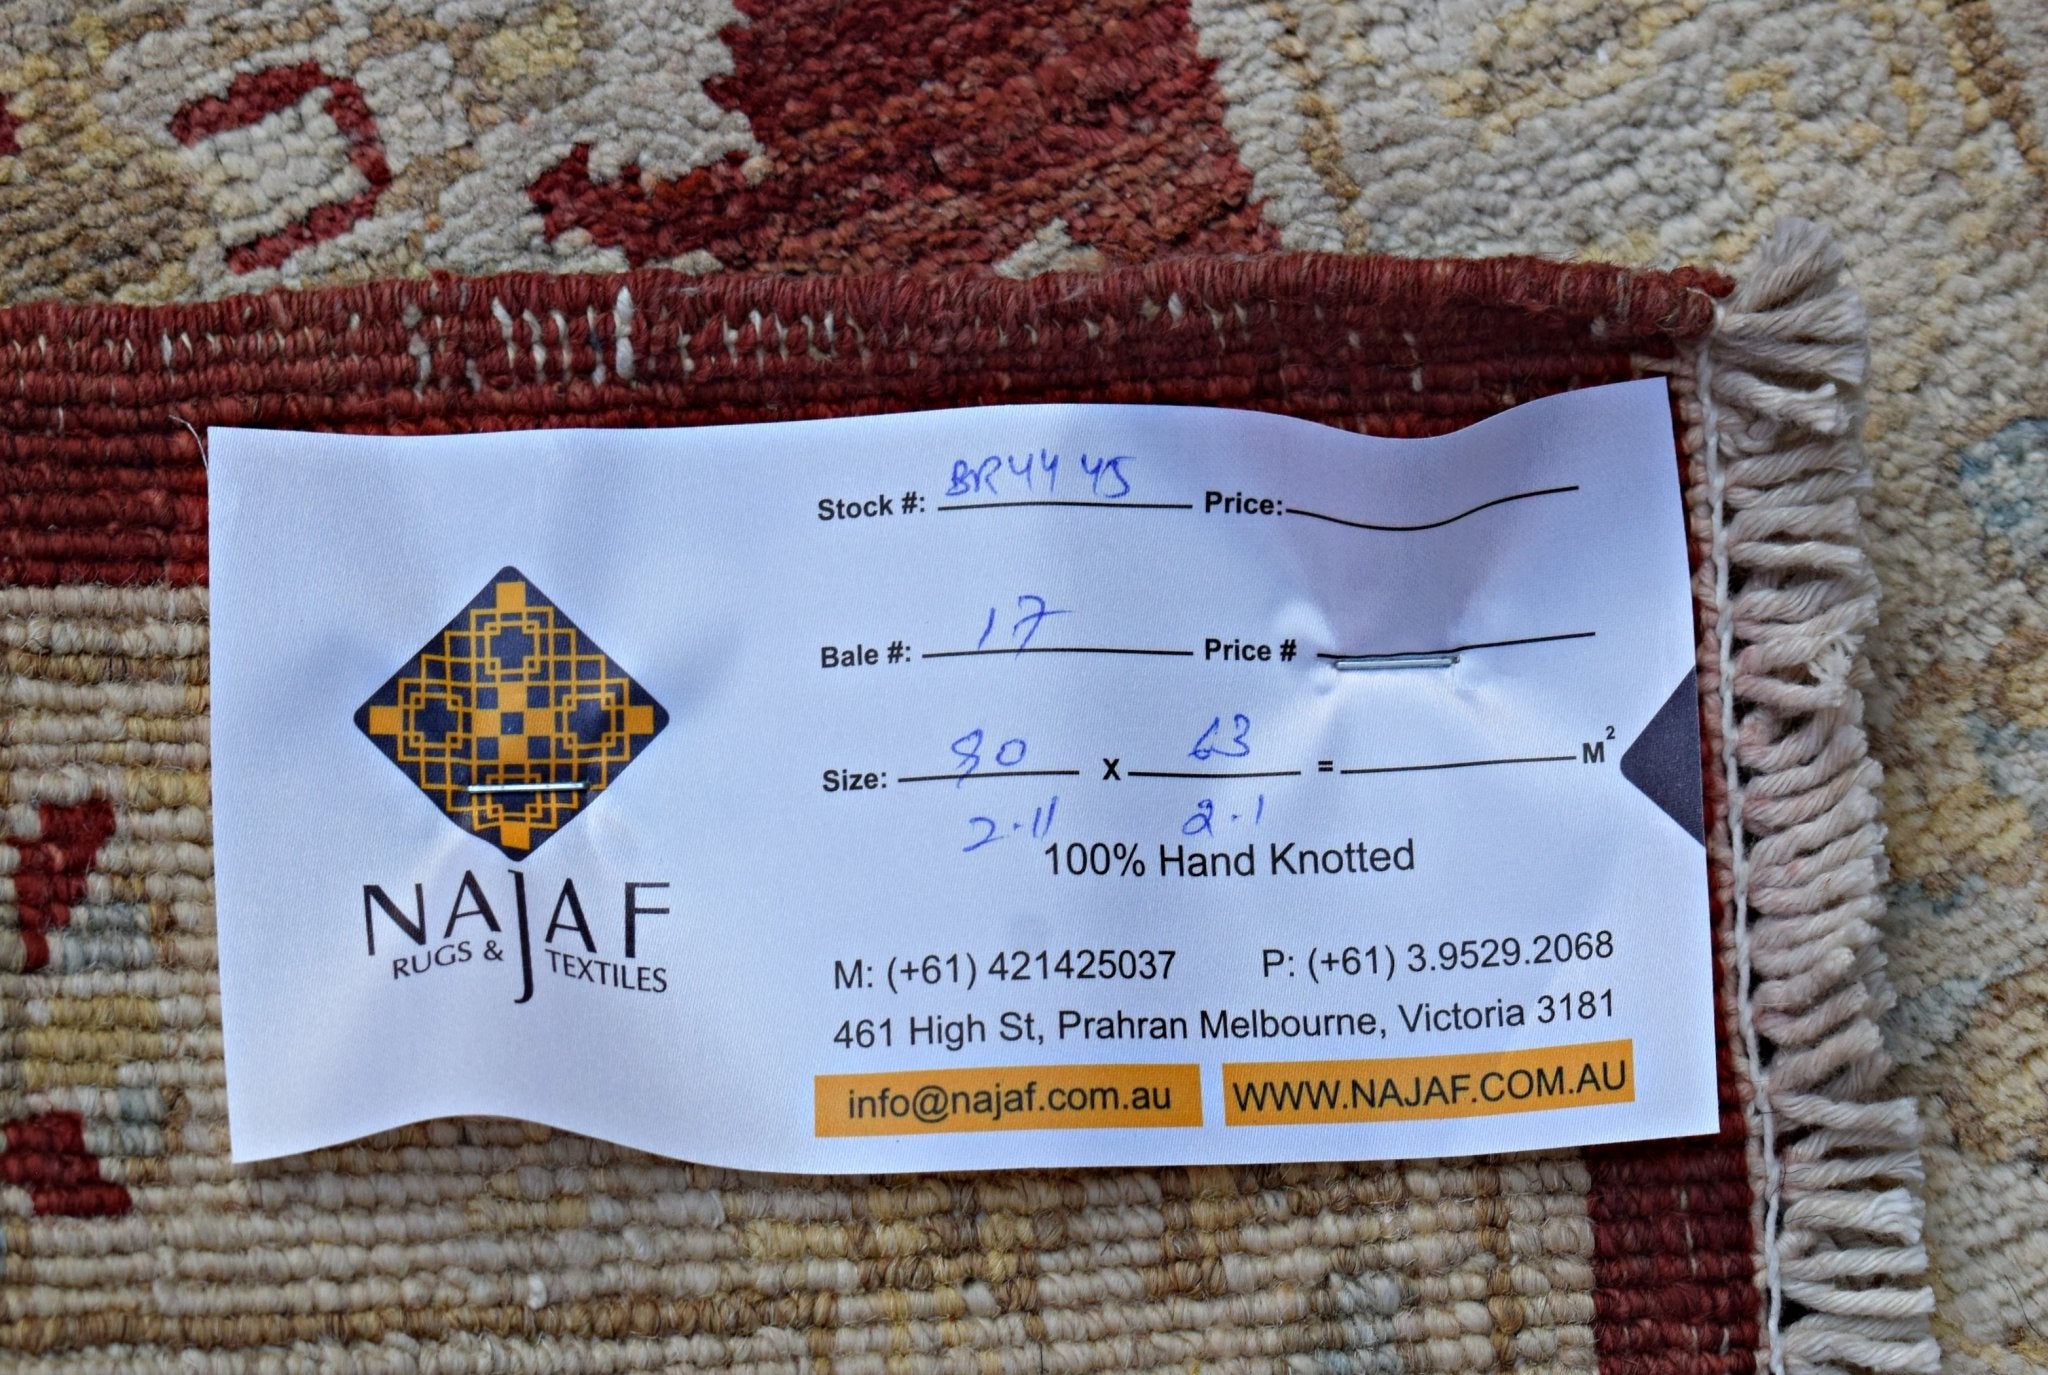 Stock #: BR4445 Price:
Bale #: 17 Price #
Size: 90 X 63 = M²
2.11 2.1
100% Hand Knotted
NAJAF
RUGS & TEXTILES
M: (+61) 421425037 P: (+61) 3.9529.2068
461 High St, Prahran Melbourne, Victoria 3181
info@najaf.com.au WWW.NAJAF.COM.AU